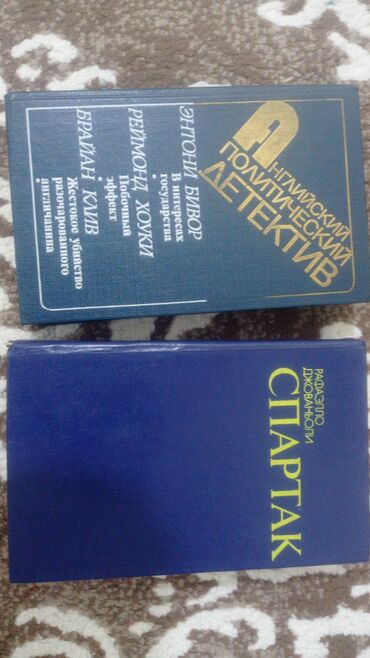 АНГЛИЙСКИЙ
ПОЛИТИЧЕСКИЙ
ДЕТЕКТИВ
ЭНТОНИ БИВОР
В интересах
государства
РЕЙМОНД ХОУКИ
Побочный
эффект
БРАЙАН КЛИВ
Жестокое убийство
разочарованного
англичанина
РАФАЭЛЛО
ДЖОВАНЬОЛИ
СПАРТАК